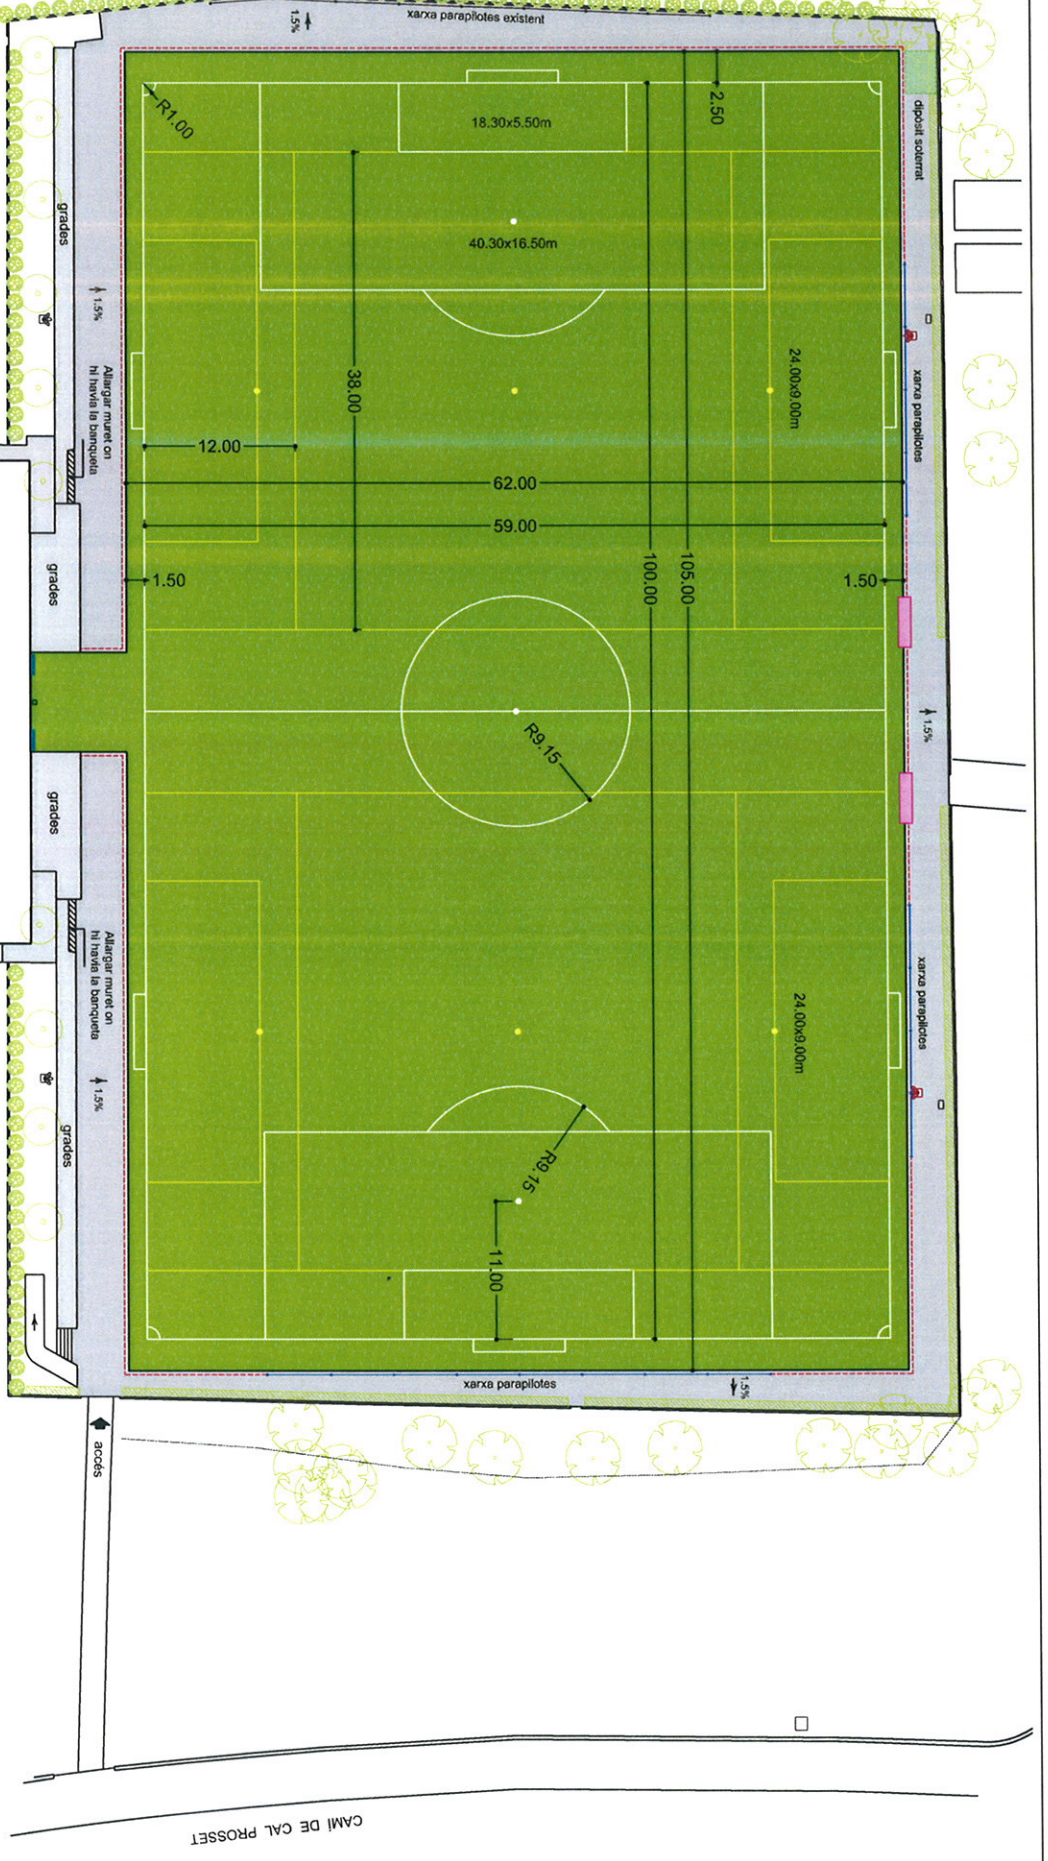 xarxa parapilotes existent
1.5%
R1.00
18.30x5.50m
2.50
dipòsit soterrat
grades
40.30x16.50m
1.5%
Allargar muret on
hi havia la banqueta
38.00
24.00x9.00m
xarxa parapilotes
12.00
62.00
59.00
grades
1.50
100.00
105.00
1.50
R9.15
1.5%
grades
Allargar muret on
hi havia la banqueta
24.00x9.00m
xarxa parapilotes
1.5%
grades
R9.15
11.00
xarxa parapilotes
1.5%
accés
CAMÍ DE CAL PROSSET